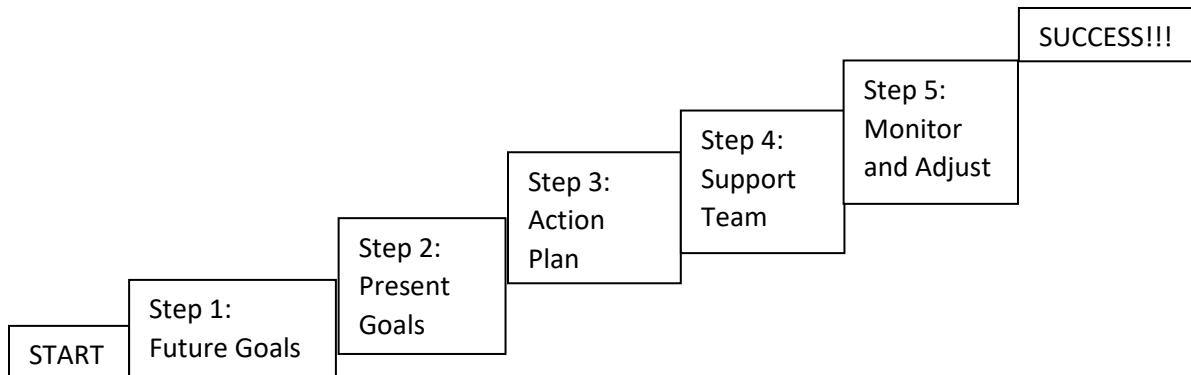 START
Step 1:
Future Goals
Step 2:
Present
Goals
Step 3:
Action
Plan
Step 4:
Support
Team
Step 5:
Monitor
and Adjust
SUCCESS!!!